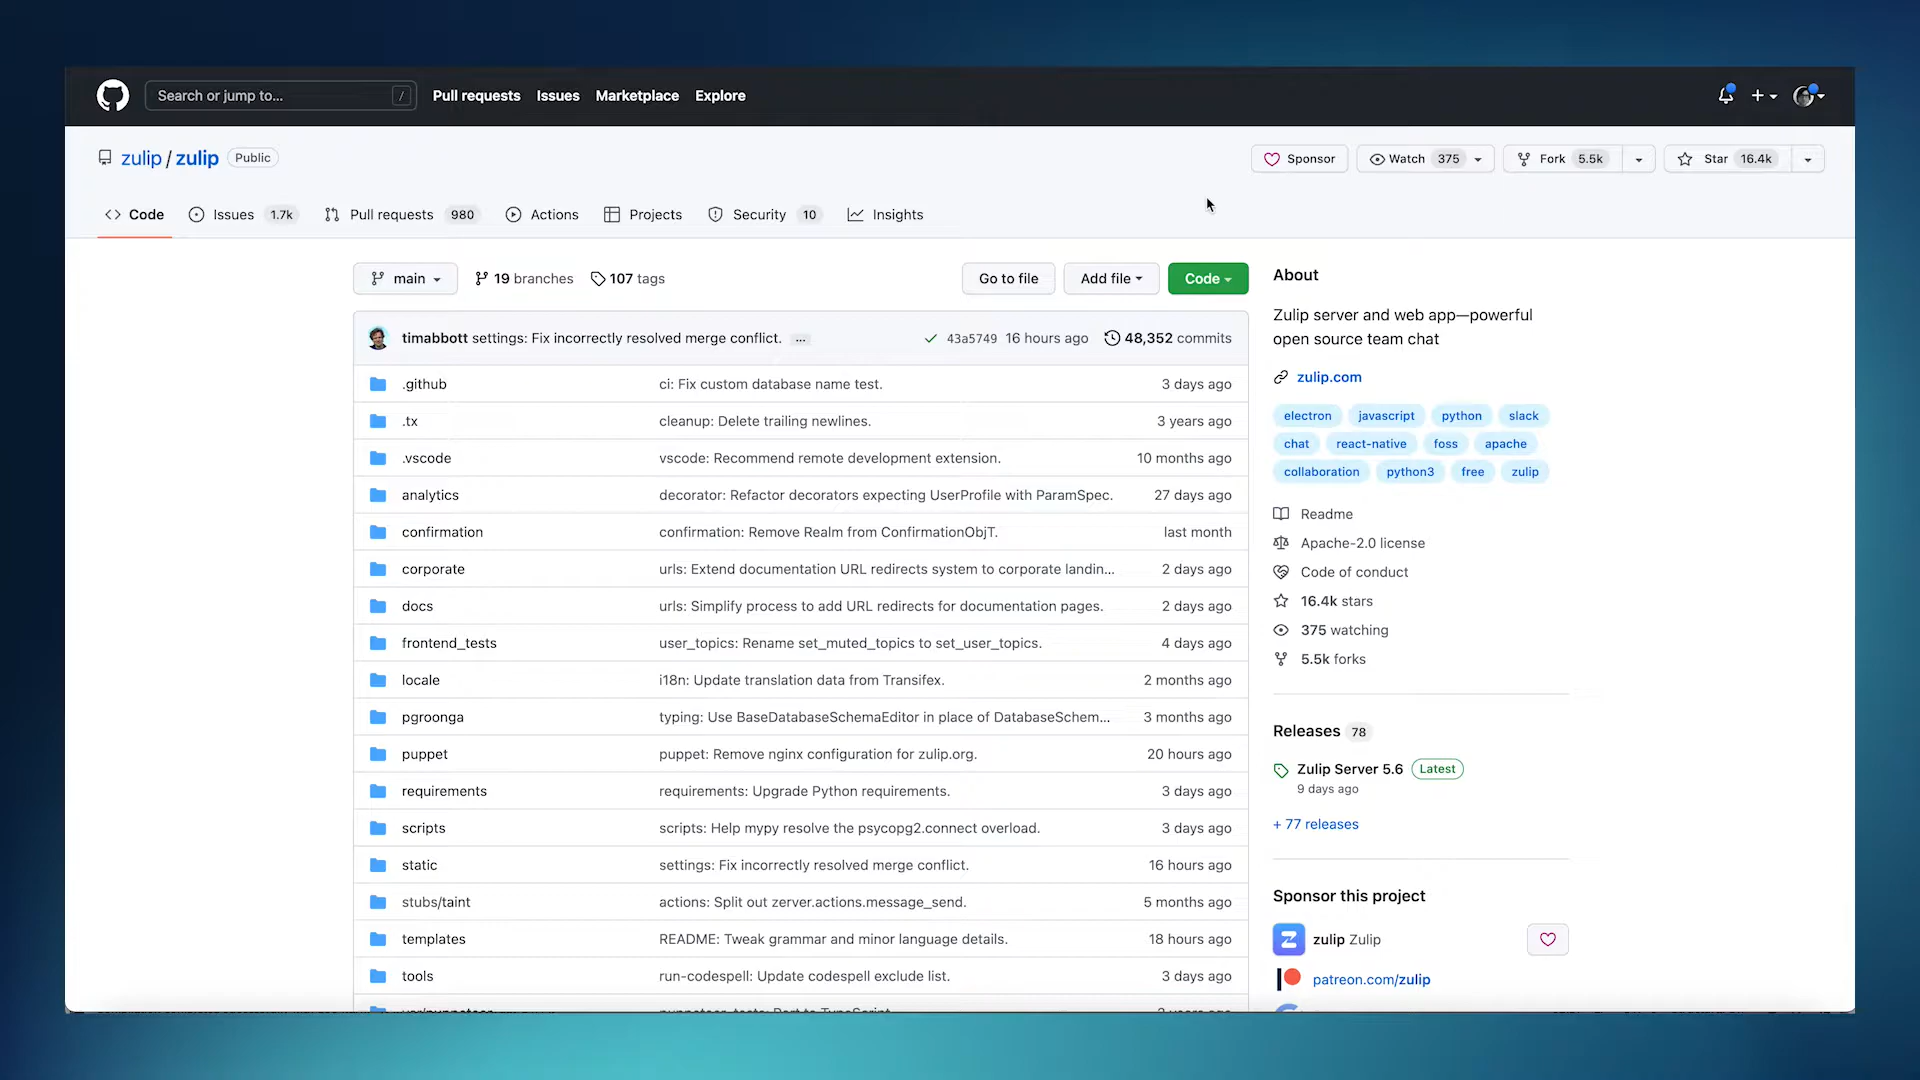 Search or jump to... / Pull requests Issues Marketplace Explore
zulip / zulip Public Sponsor Watch 375 Fork 5.5k Star 16.4k
Code Issues 1.7k Pull requests 980 Actions Projects Security 10 Insights
main 19 branches 107 tags Go to file Add file Code
timabbott settings: Fix incorrectly resolved merge conflict. ... 43a5749 16 hours ago 48,352 commits
.github ci: Fix custom database name test. 3 days ago
.tx cleanup: Delete trailing newlines. 3 years ago
.vscode vscode: Recommend remote development extension. 10 months ago
analytics decorator: Refactor decorators expecting UserProfile with ParamSpec. 27 days ago
confirmation confirmation: Remove Realm from ConfirmationObjT. last month
corporate urls: Extend documentation URL redirects system to corporate landin... 2 days ago
docs urls: Simplify process to add URL redirects for documentation pages. 2 days ago
frontend_tests user_topics: Rename set_muted_topics to set_user_topics. 4 days ago
locale i18n: Update translation data from Transifex. 2 months ago
pgroonga typing: Use BaseDatabaseSchemaEditor in place of DatabaseSchem... 3 months ago
puppet puppet: Remove nginx configuration for zulip.org. 20 hours ago
requirements requirements: Upgrade Python requirements. 3 days ago
scripts scripts: Help mypy resolve the psycopg2.connect overload. 3 days ago
static settings: Fix incorrectly resolved merge conflict. 16 hours ago
stubs/taint actions: Split out zerver.actions.message_send. 5 months ago
templates README: Tweak grammar and minor language details. 18 hours ago
tools run-codespell: Update codespell exclude list. 3 days ago
About
Zulip server and web app—powerful
open source team chat
zulip.com
electron javascript python slack
chat react-native foss apache
collaboration python3 free zulip
Readme
Apache-2.0 license
Code of conduct
16.4k stars
375 watching
5.5k forks
Releases 78
Zulip Server 5.6 Latest
9 days ago
+ 77 releases
Sponsor this project
zulip Zulip
patreon.com/zulip